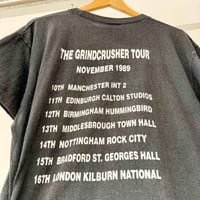 THE GRINDCRUSHER TOUR
NOVEMBER 1989
10TH MANCHESTER INT 2
11TH EDINBURGH CALTON STUDIOS
12TH BIRMINGHAM HUMMINGBIRD
13TH MIDDLESBROUGH TOWN HALL
14TH NOTTINGHAM ROCK CITY
15TH BRADFORD ST. GEORGES HALL
16TH LONDON KILBURN NATIONAL